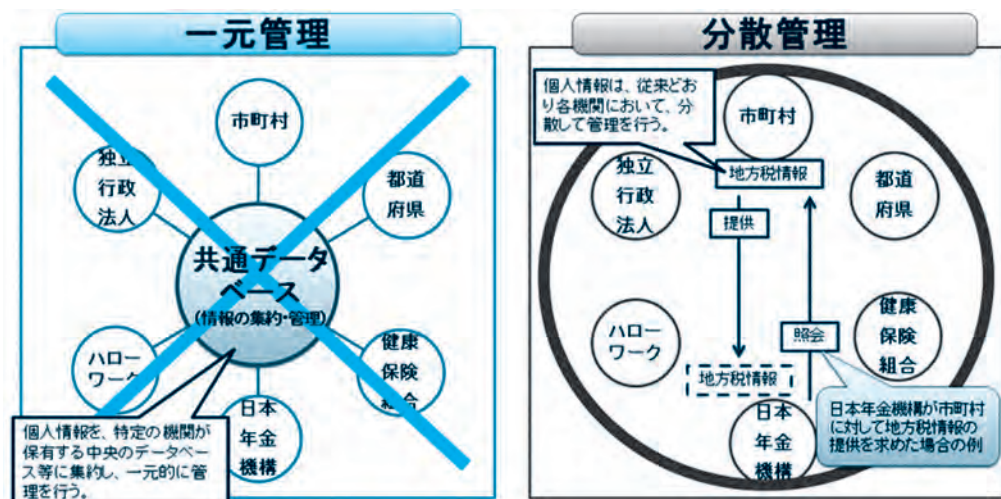 一元管理
市町村
独立
行政
法人
都道
府県
共通データ
ベース
(情報の集約・管理)
ハロー
ワーク
健康
保険
組合
日本
年金
機構
個人情報を、特定の機関が
保有する中央のデータベー
ス等に集約し、一元的に管
理を行う。
分散管理
個人情報は、従来どお
り各機関において、分
散して管理を行う。
市町村
独立
行政
法人
地方税情報
都道
府県
提供
ハロー
ワーク
照会
健康
保険
組合
地方税情報
日本
年金
機構
日本年金機構が市町村
に対して地方税情報の
提供を求めた場合の例